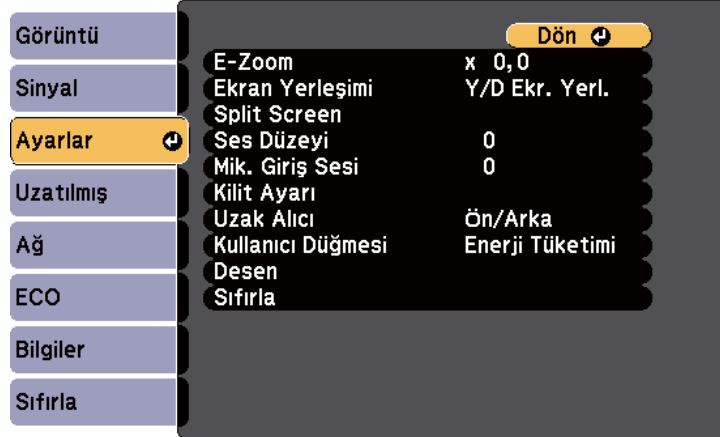 Görüntü
Sinyal
Ayarlar
Uzatılmış
Ağ
ECO
Bilgiler
Sıfırla
Dön
E-Zoom x 0,0
Ekran Yerleşimi Y/D Ekr. Yerl.
Split Screen
Ses Düzeyi 0
Mik. Giriş Sesi 0
Kilit Ayarı
Uzak Alıcı Ön/Arka
Kullanıcı Düğmesi Enerji Tüketimi
Desen
Sıfırla